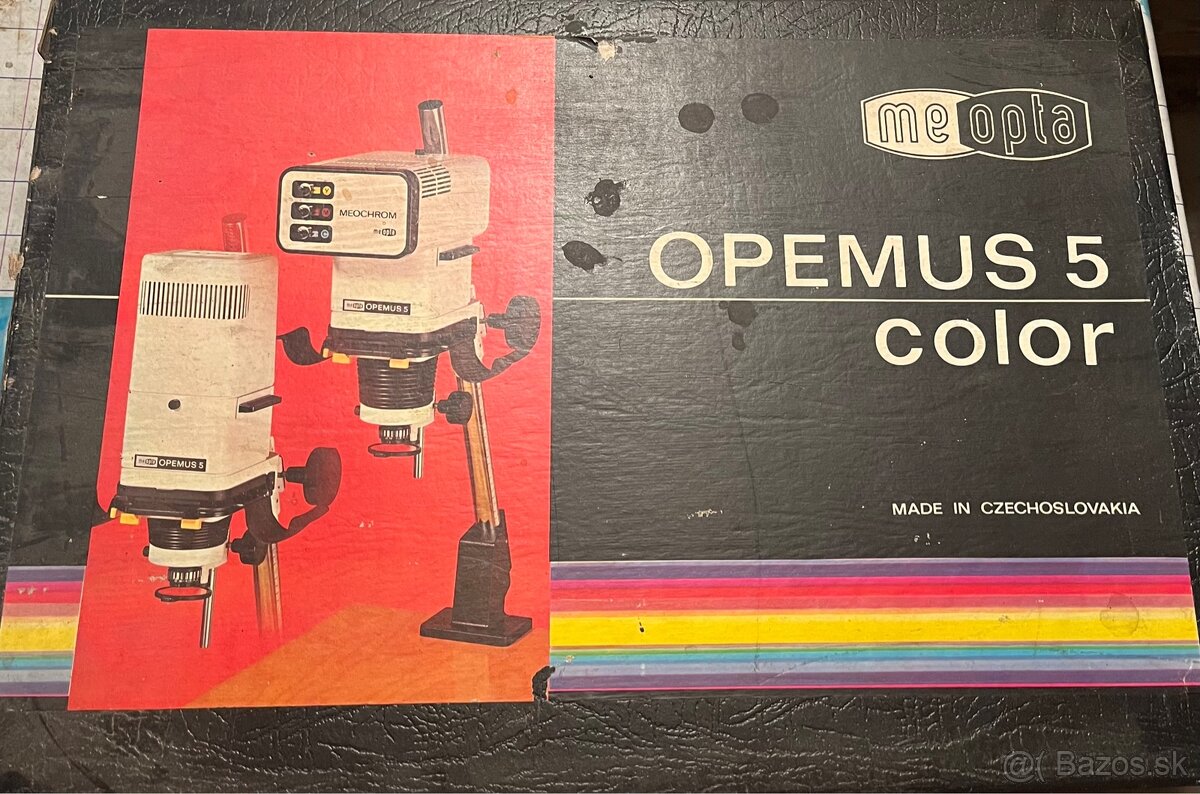 meopta
OPEMUS 5
color
MADE IN CZECHOSLOVAKIA
Y
M
C
MEOCHROM
meopta
meopta OPEMUS 5
meopta OPEMUS 5
@( Bazos.sk